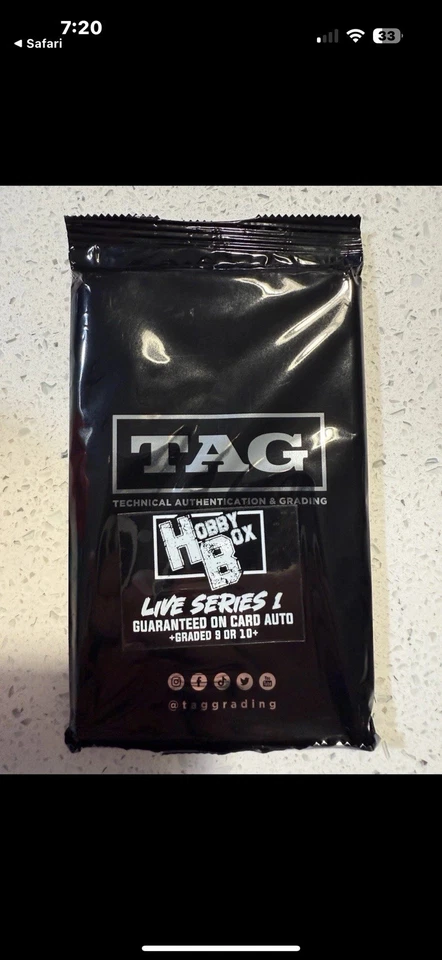 7:20
33
◀ Safari
TAG
TECHNICAL AUTHENTICATION & GRADING
HOBBY
BOX
LIVE SERIES 1
GUARANTEED ON CARD AUTO
+GRADED 9 OR 10+
@taggrading